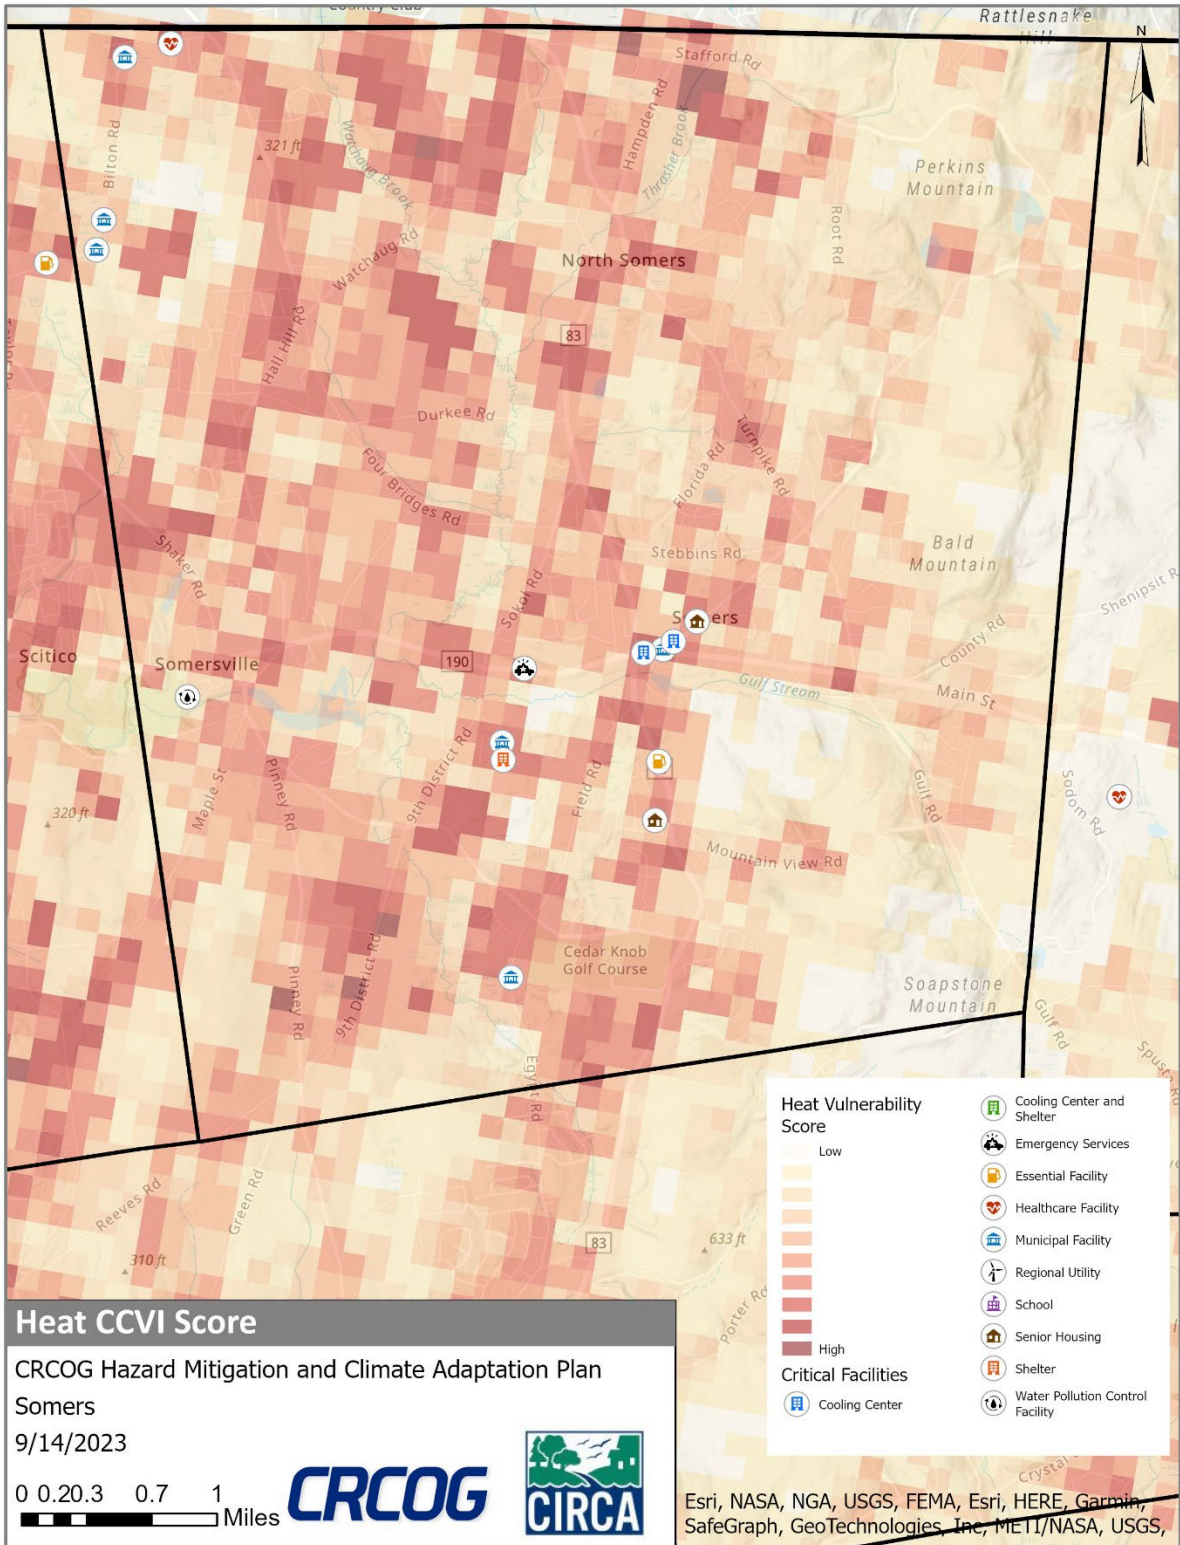 Rattlesnake
Stafford Rd
N
Hampden Rd
Thrasher Brook
Watchaug Brook
321 ft
Bilton Rd
Perkins
Mountain
Root Rd
Watchaug Rd
North Somers
83
Hall Hill Rd
Durkee Rd
Turnpike Rd
Florida Rd
Four Bridges Rd
Stebbins Rd
Bald
Mountain
Shaker Rd
Sokol Rd
Shenipsit R
County Rd
Scitico
Somersville
190
Gulf Stream
Main St
9th District Rd
Field Rd
Maple St
Pinney Rd
Gulf Rd
Sodom Rd
320 ft
Mountain View Rd
Cedar Knob
Golf Course
Soapstone
Mountain
Pinney Rd
9th District Rd
Gulf Rd
Egypt Rd
Reeves Rd
Green Rd
83
633 ft
310 ft
Porter Rd
Heat Vulnerability
Score
Low
High
Critical Facilities
Cooling Center
Cooling Center and
Shelter
Emergency Services
Essential Facility
Healthcare Facility
Municipal Facility
Regional Utility
School
Senior Housing
Shelter
Water Pollution Control
Facility
Heat CCVI Score
CRCOG Hazard Mitigation and Climate Adaptation Plan
Somers
9/14/2023
0 0.20.3 0.7 1
Miles
CRCOG
CIRCA
Esri, NASA, NGA, USGS, FEMA, Esri, HERE, Garmin,
SafeGraph, GeoTechnologies, Inc, METI/NASA, USGS,